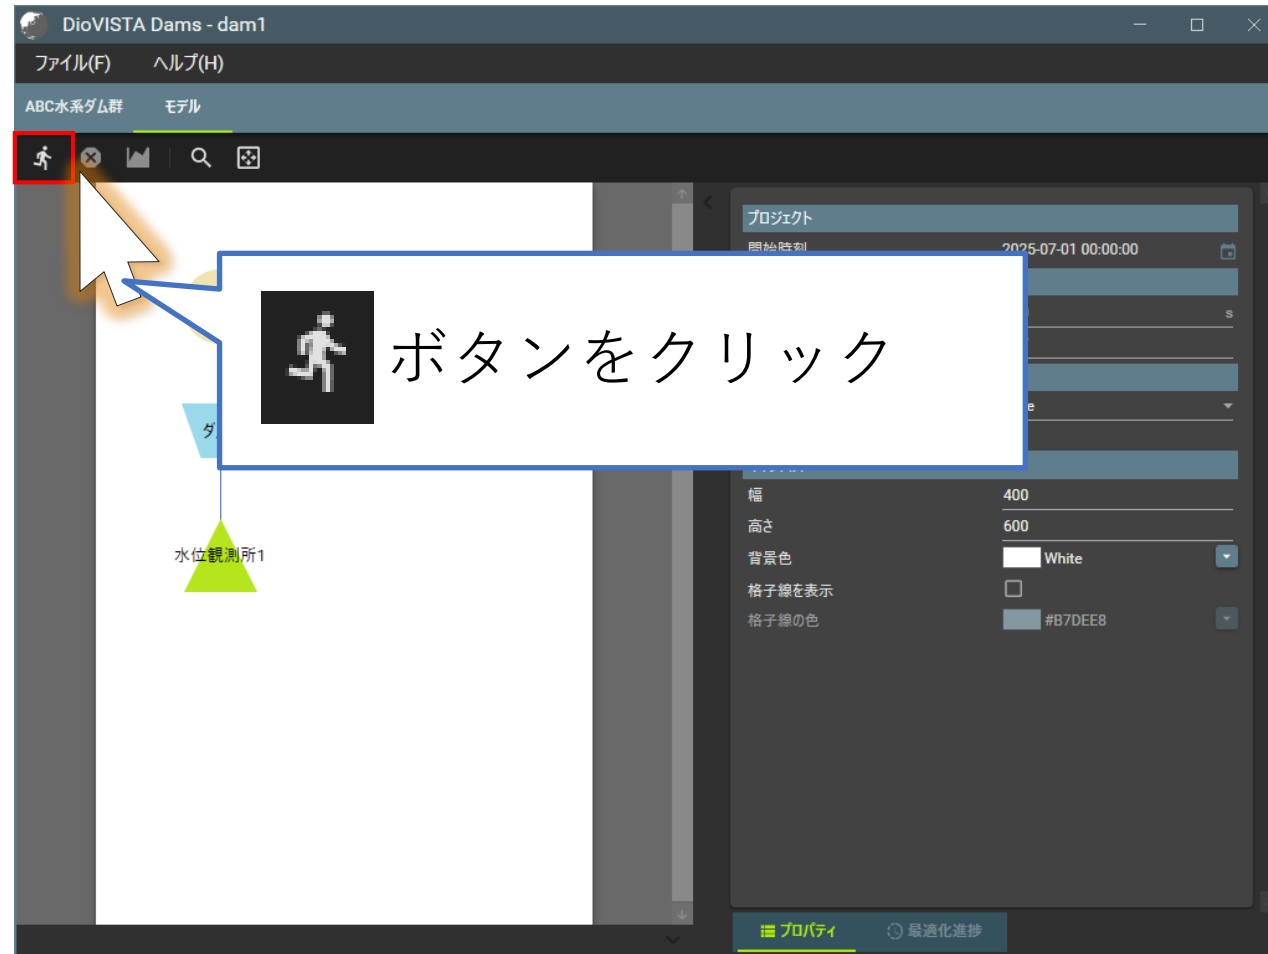 DioVISTA Dams - dam1
ファイル(F) ヘルプ(H)
ABC水系ダム群 モデル
プロジェクト
開始時刻 2025-07-01 00:00:00
s
ボタンをクリック
ダ
水位観測所1
幅 400
高さ 600
背景色 White
格子線を表示
格子線の色 #B7DEE8
プロパティ 最適化進捗